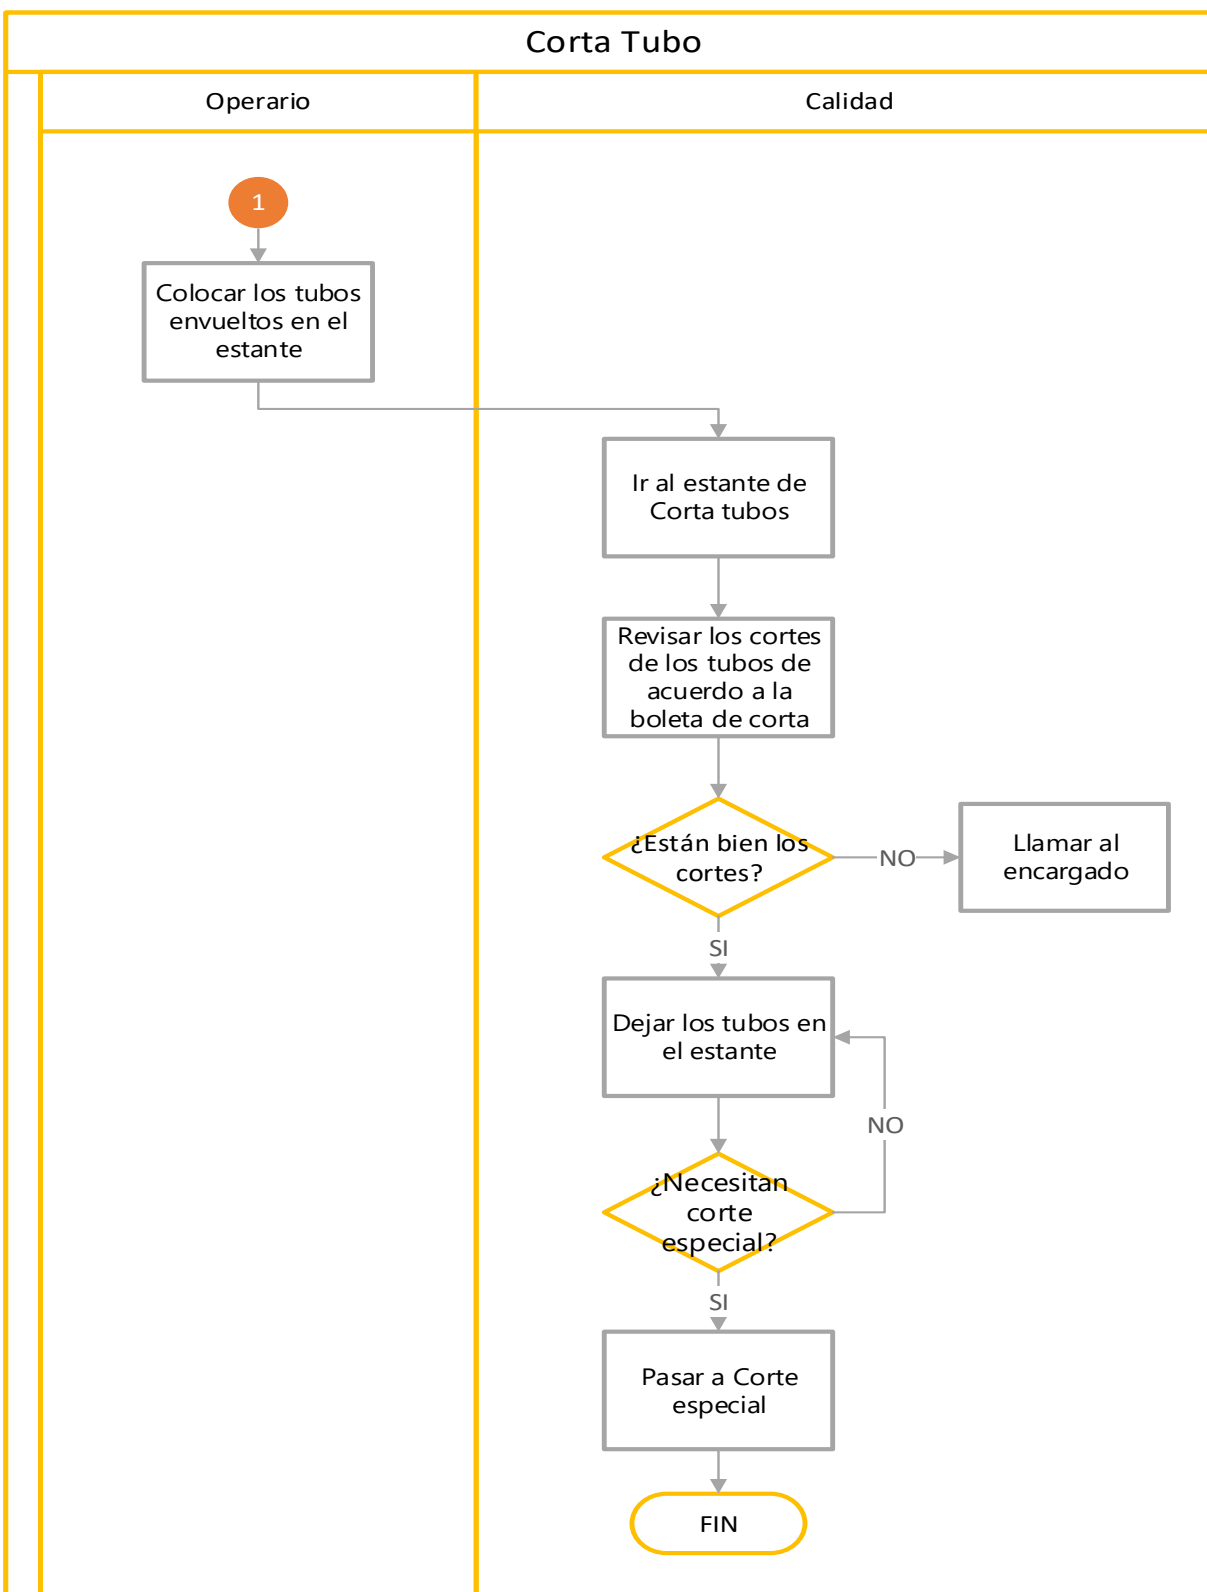 Corta Tubo
Operario
Calidad
1
Colocar los tubos
envueltos en el
estante
Ir al estante de
Corta tubos
Revisar los cortes
de los tubos de
acuerdo a la
boleta de corta
¿Están bien los
cortes?
NO
Llamar al
encargado
SI
Dejar los tubos en
el estante
NO
¿Necesitan
corte
especial?
SI
Pasar a Corte
especial
FIN